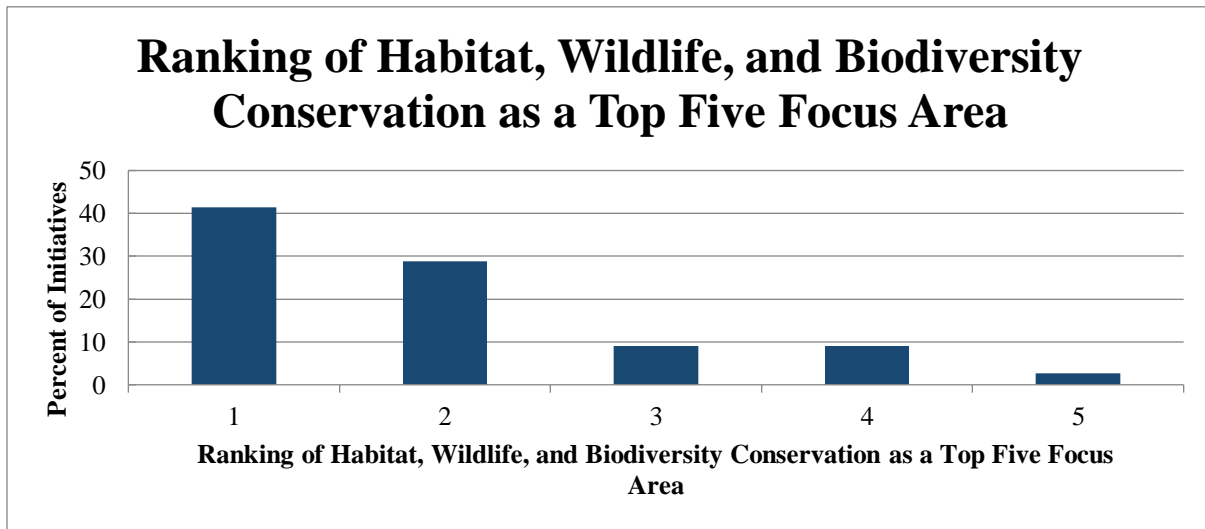 Ranking of Habitat, Wildlife, and Biodiversity
Conservation as a Top Five Focus Area
Percent of Initiatives
50
40
30
20
10
0
1 2 3 4 5
Ranking of Habitat, Wildlife, and Biodiversity Conservation as a Top Five Focus
Area